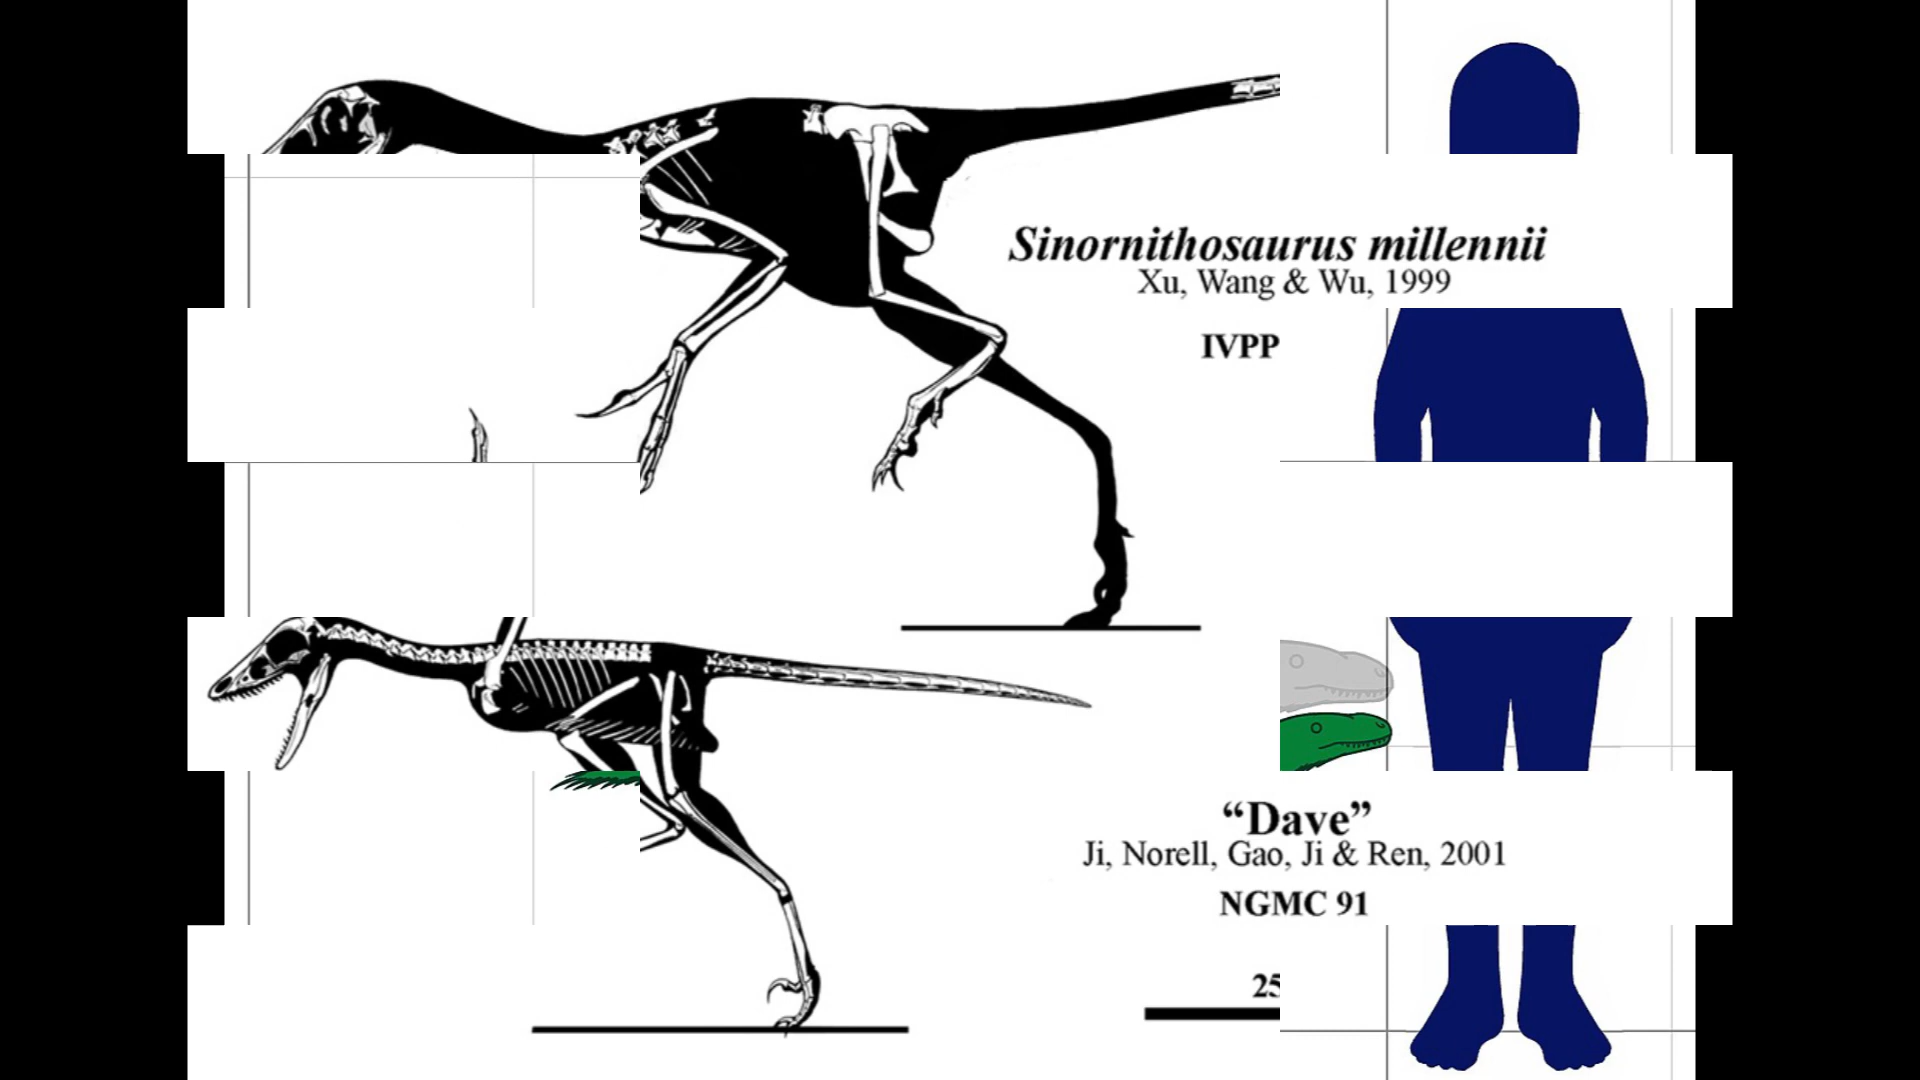 Sinornithosaurus millennii
Xu, Wang & Wu, 1999
IVPP
“Dave”
Ji, Norell, Gao, Ji & Ren, 2001
NGMC 91
25